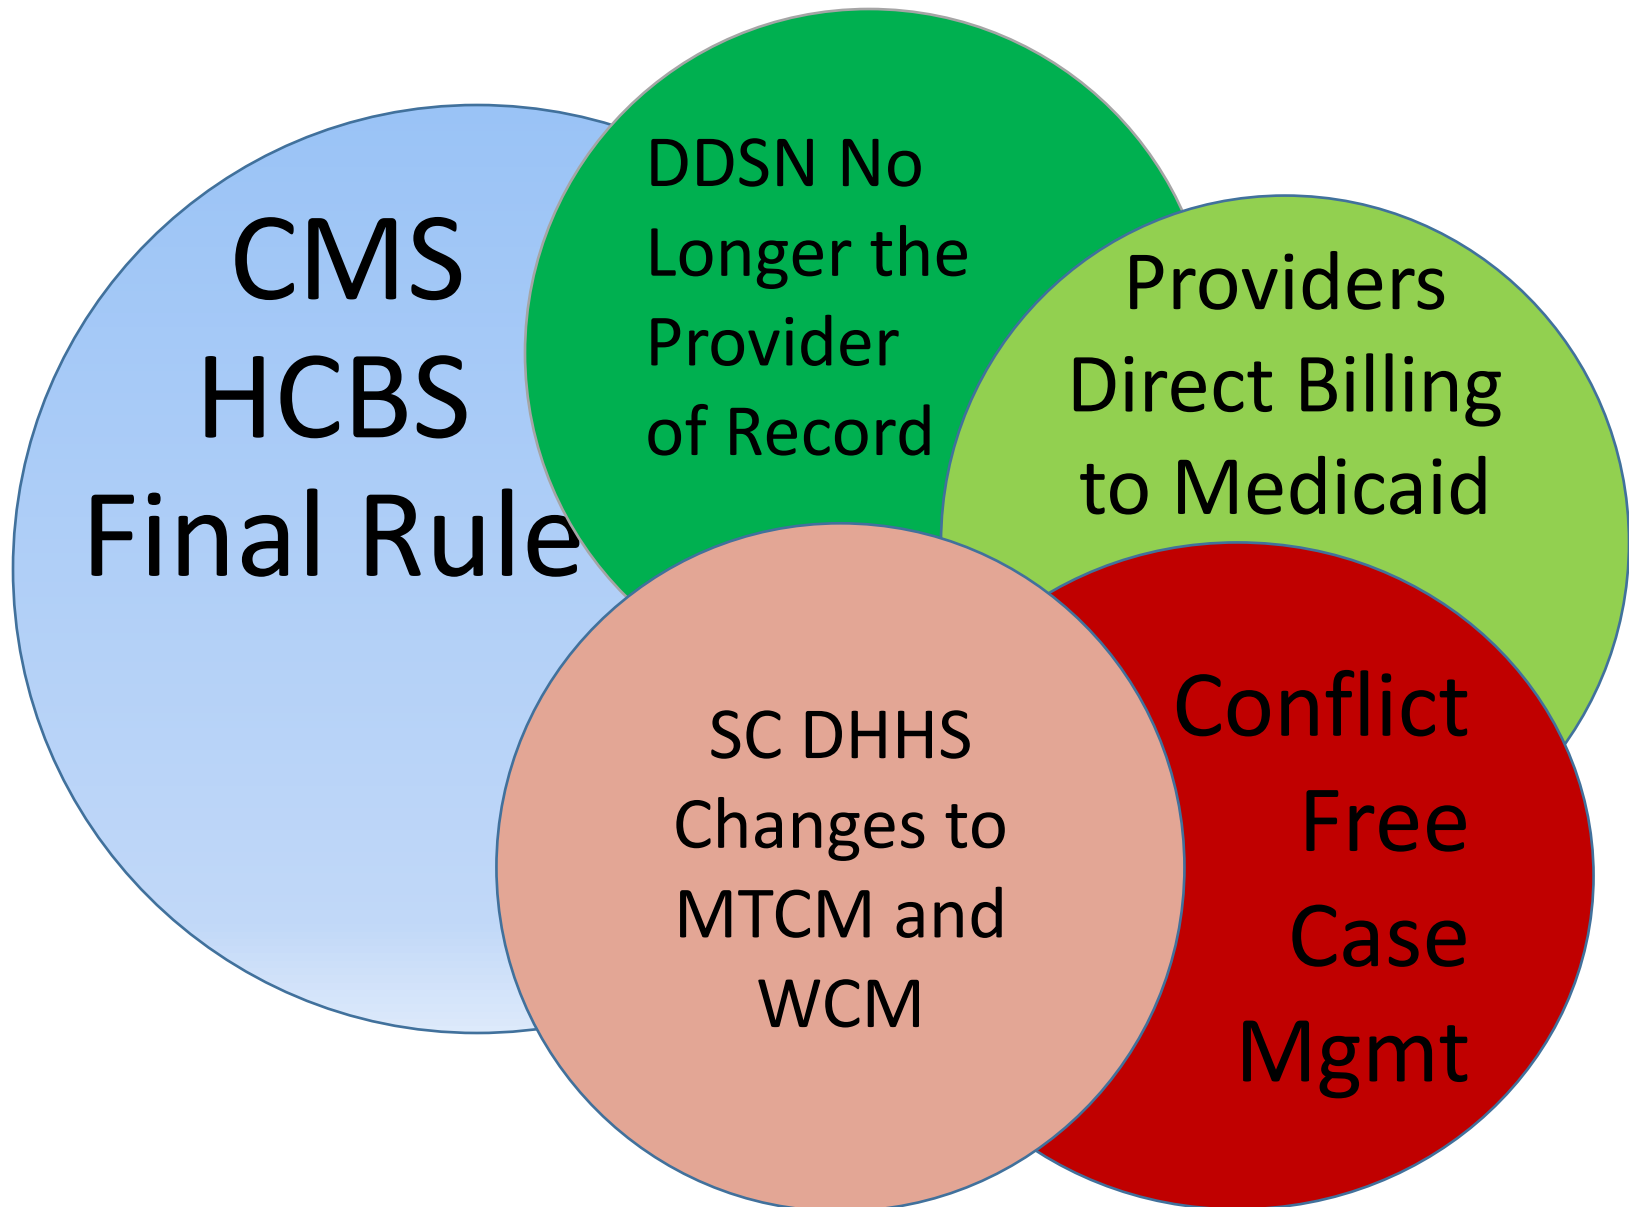 CMS
HCBS
Final Rule
DDSN No
Longer the
Provider
of Record
Providers
Direct Billing
to Medicaid
SC DHHS
Changes to
MTCM and
WCM
Conflict
Free
Case
Mgmt